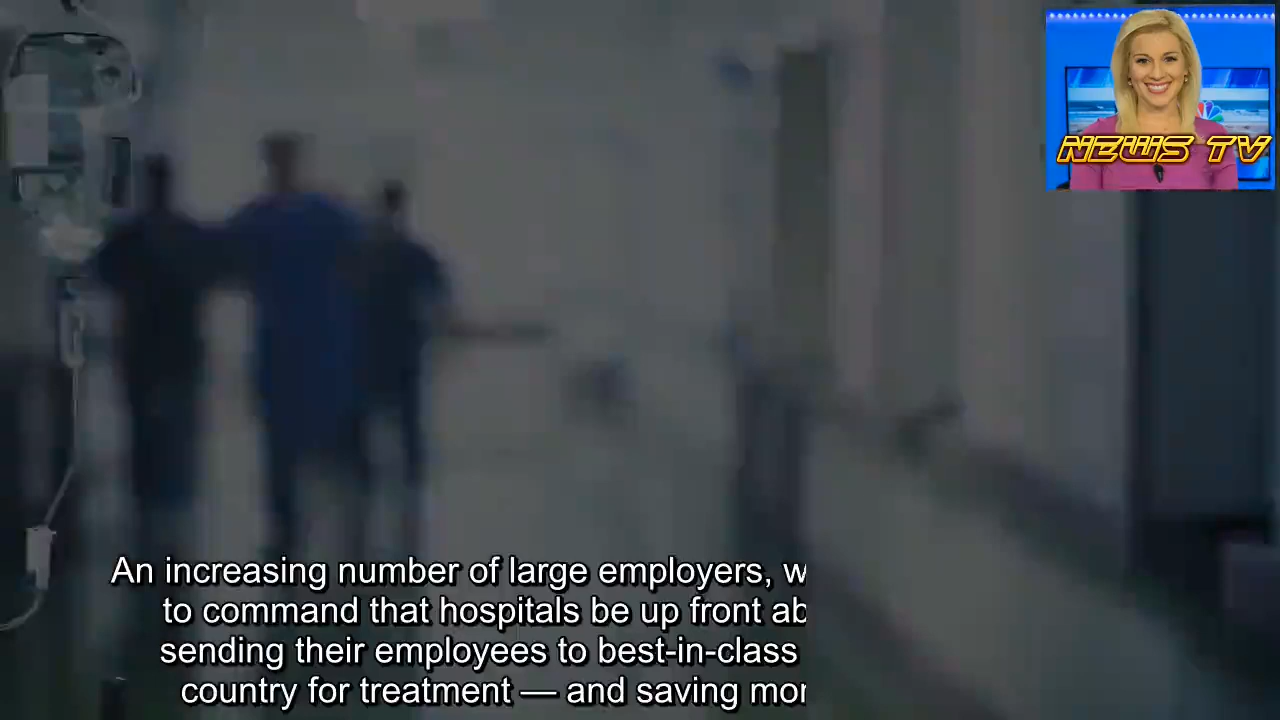 NEWS TV
An increasing number of large employers, w
to command that hospitals be up front ab
sending their employees to best-in-class
country for treatment — and saving mor